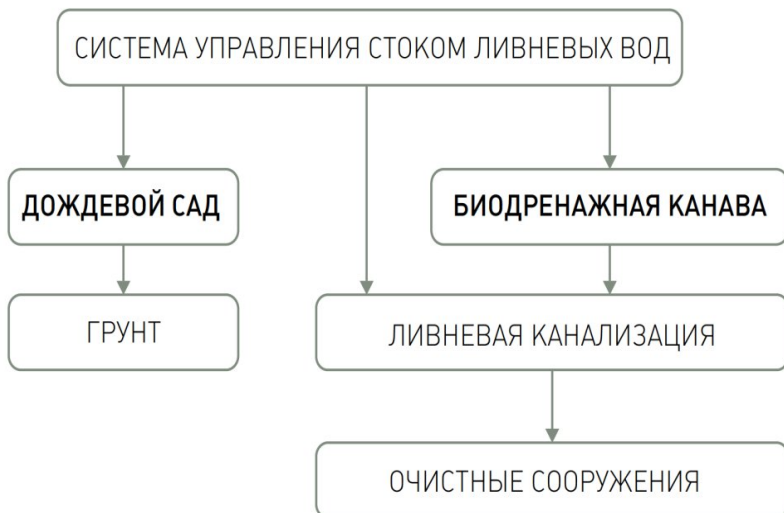 СИСТЕМА УПРАВЛЕНИЯ СТОКОМ ЛИВНЕВЫХ ВОД
ДОЖДЕВОЙ САД
БИОДРЕНАЖНАЯ КАНАВА
ГРУНТ
ЛИВНЕВАЯ КАНАЛИЗАЦИЯ
ОЧИСТНЫЕ СООРУЖЕНИЯ